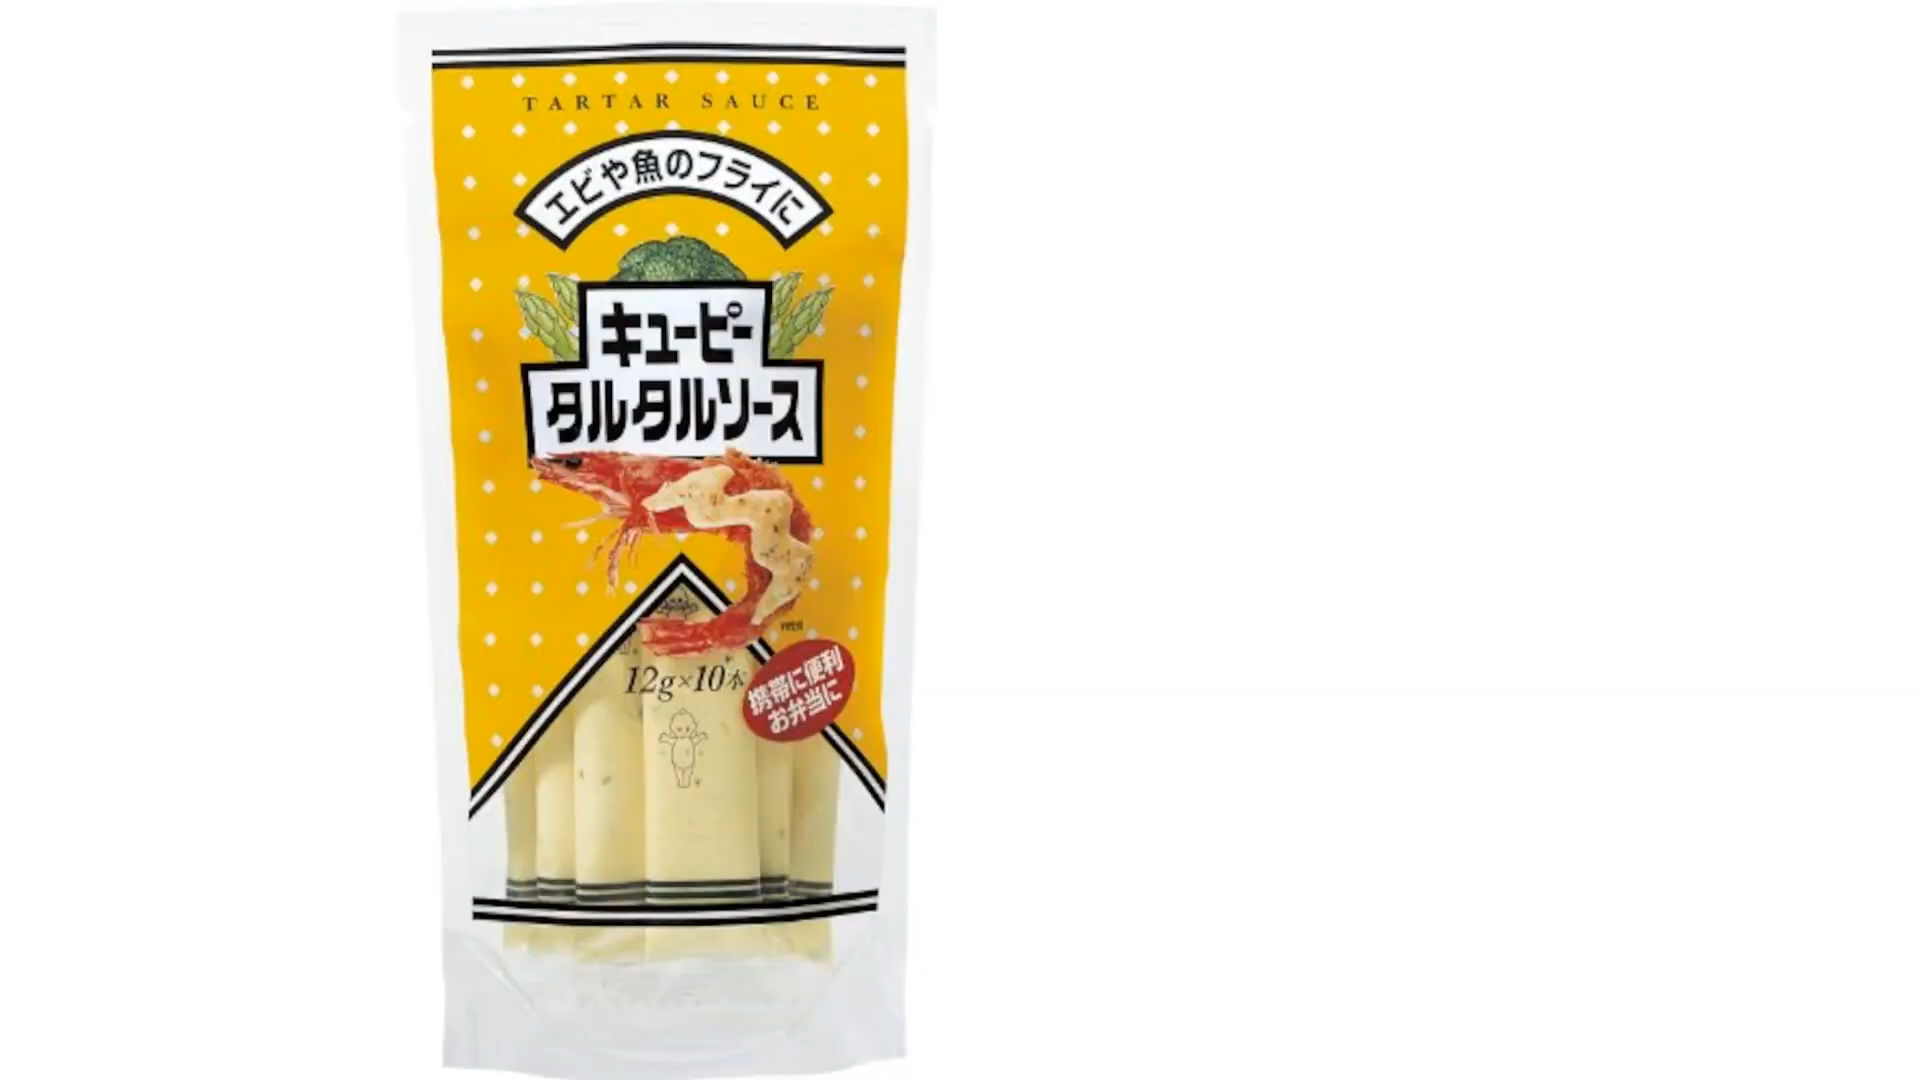 TARTAR SAUCE
エビや魚のフライに
キューピー
タルタルソース
12g×10本
携帯に便利
お弁当に